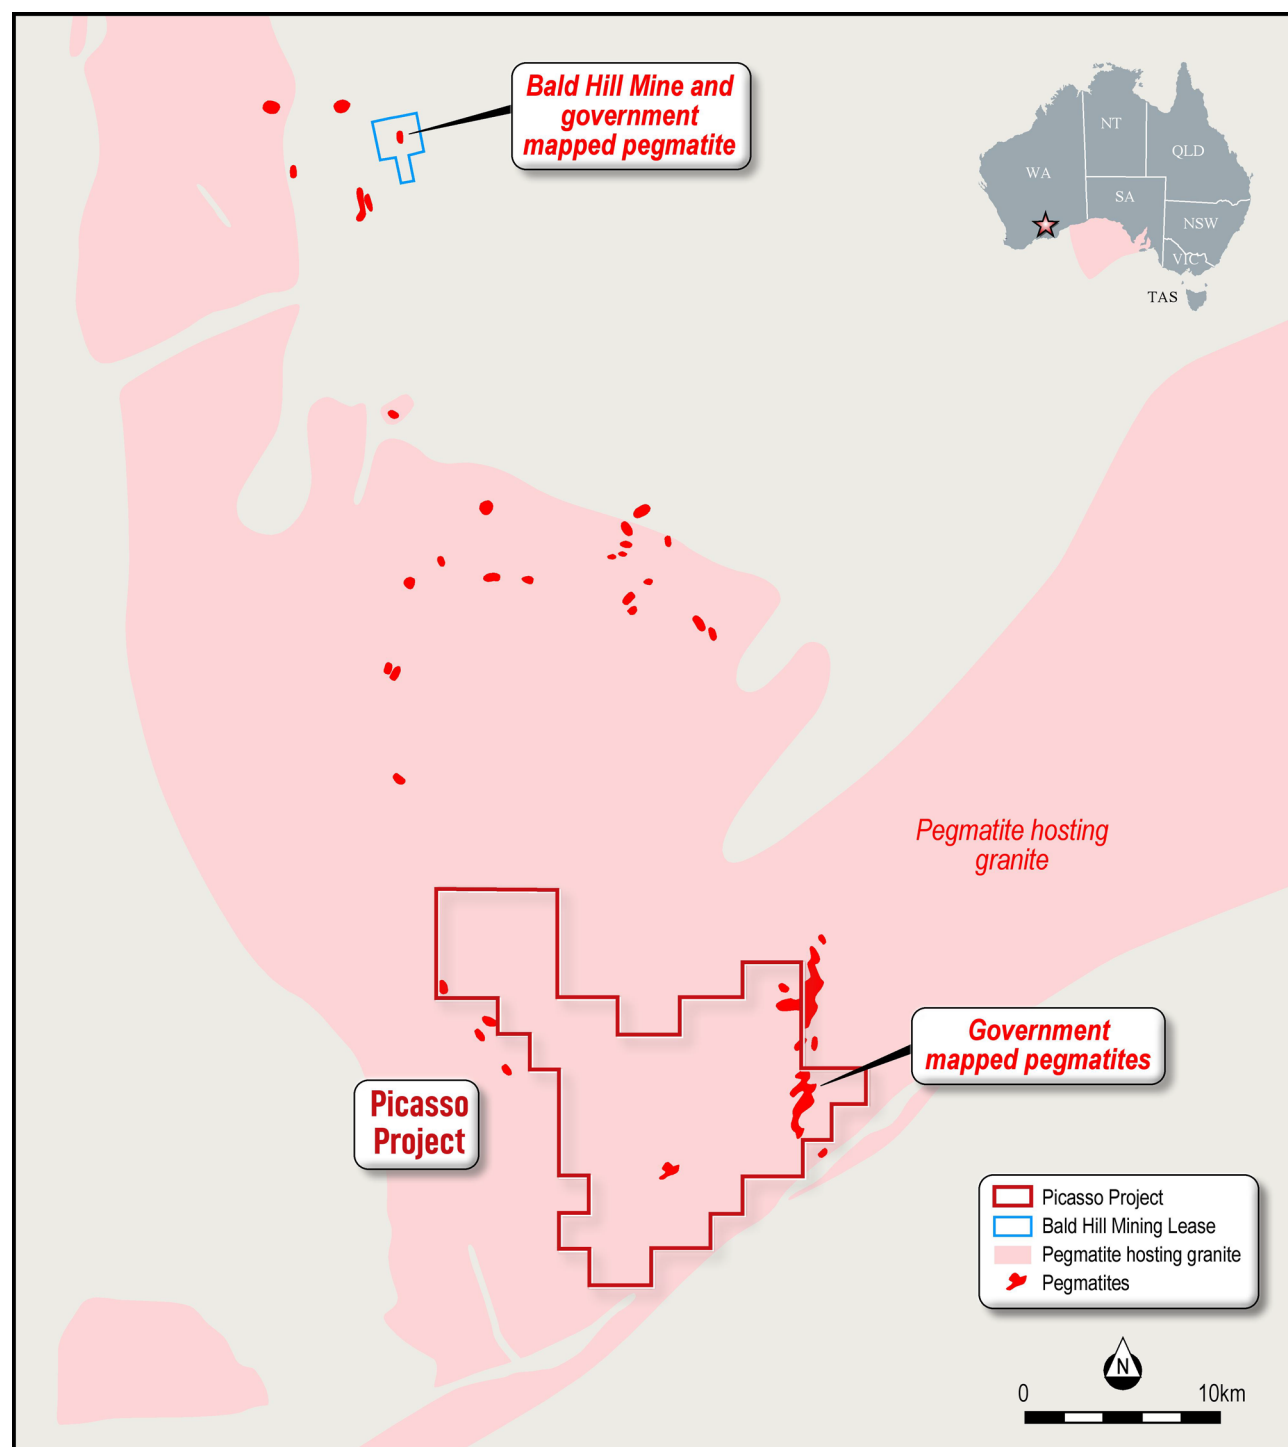 Bald Hill Mine and
government
mapped pegmatite
NT
QLD
WA
SA
NSW
VIC
TAS
Pegmatite hosting
granite
Government
mapped pegmatites
Picasso
Project
Picasso Project
Bald Hill Mining Lease
Pegmatite hosting granite
Pegmatites
N
0 10km